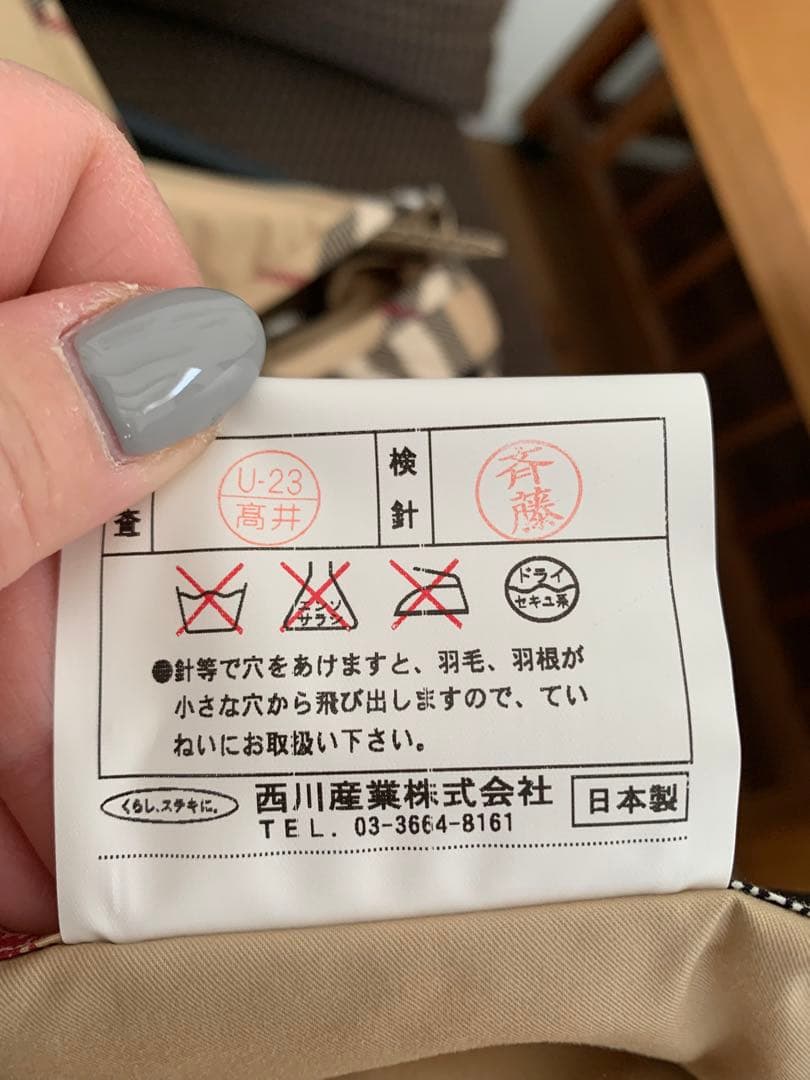 査
U-23
髙井
検針
斉藤
エンソ
サラシ
ドライ
セキユ系
●針等で穴をあけますと、羽毛、羽根が
小さな穴から飛び出しますので、てい
ねいにお取扱い下さい。
くらし、ステキに。
西川産業株式会社
TEL. 03-3664-8161
日本製